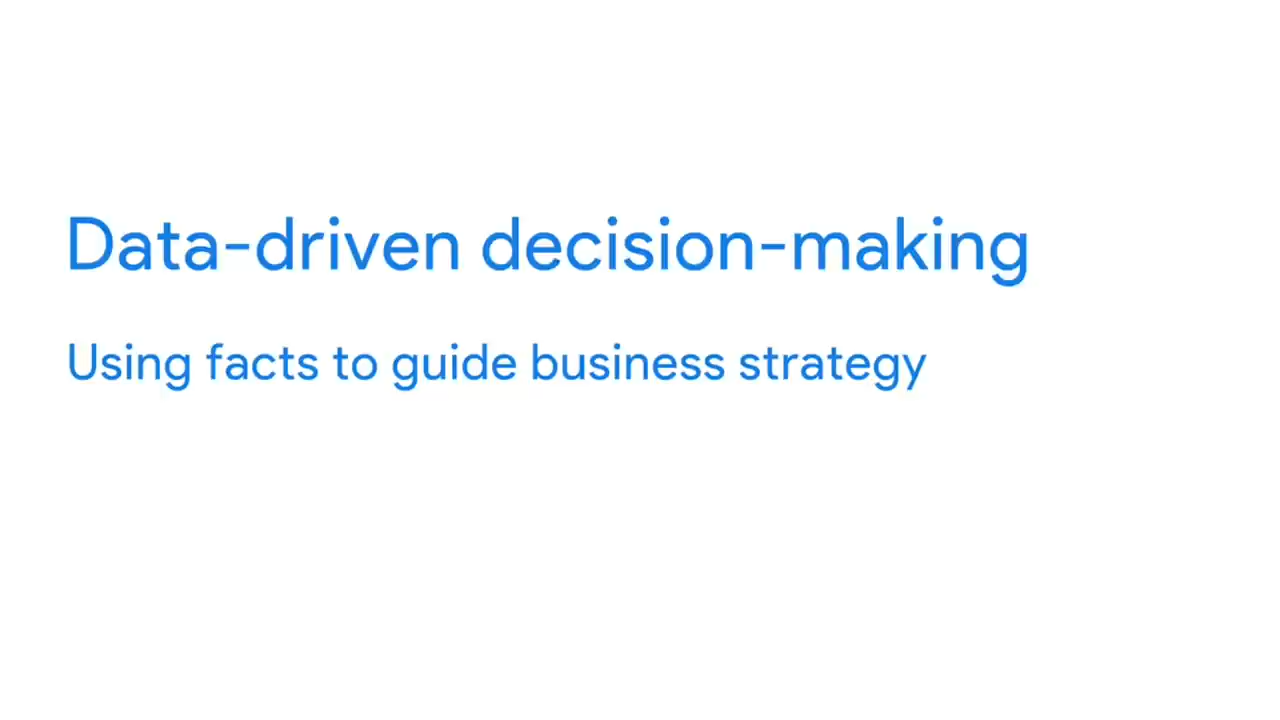 Data-driven decision-making
Using facts to guide business strategy